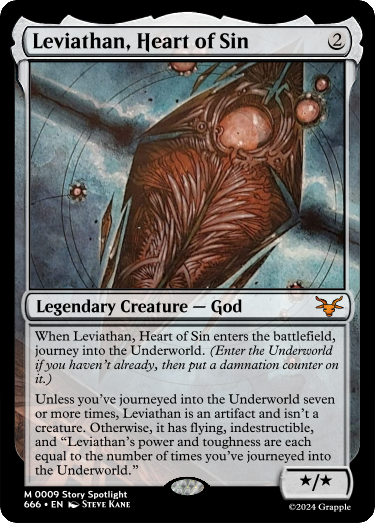 Leviathan, Heart of Sin 2
Legendary Creature — God
When Leviathan, Heart of Sin enters the battlefield,
journey into the Underworld. (Enter the Underworld
if you haven't already, then put a damnation counter on
it.)
Unless you've journeyed into the Underworld seven
or more times, Leviathan is an artifact and isn't a
creature. Otherwise, it has flying, indestructible,
and “Leviathan's power and toughness are each
equal to the number of times you've journeyed into
the Underworld.”
★/★
M 0009 Story Spotlight
666 • EN Steve Kane
©2024 Grapple